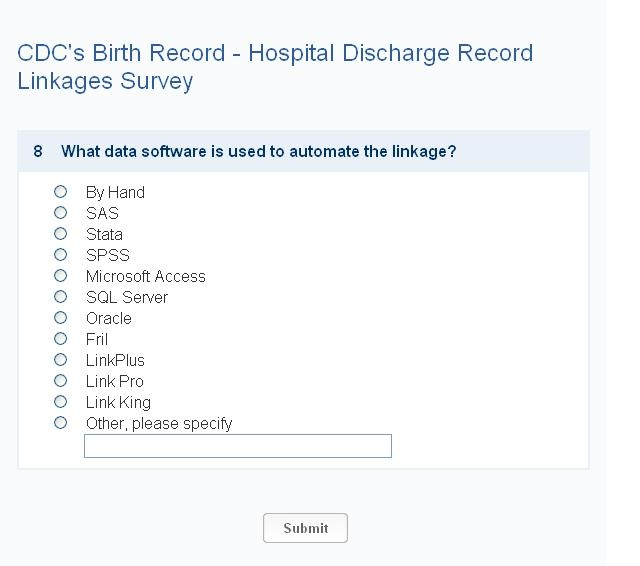 CDC's Birth Record - Hospital Discharge Record
Linkages Survey
8 What data software is used to automate the linkage?
By Hand
SAS
Stata
SPSS
Microsoft Access
SQL Server
Oracle
Fril
LinkPlus
Link Pro
Link King
Other, please specify
Submit